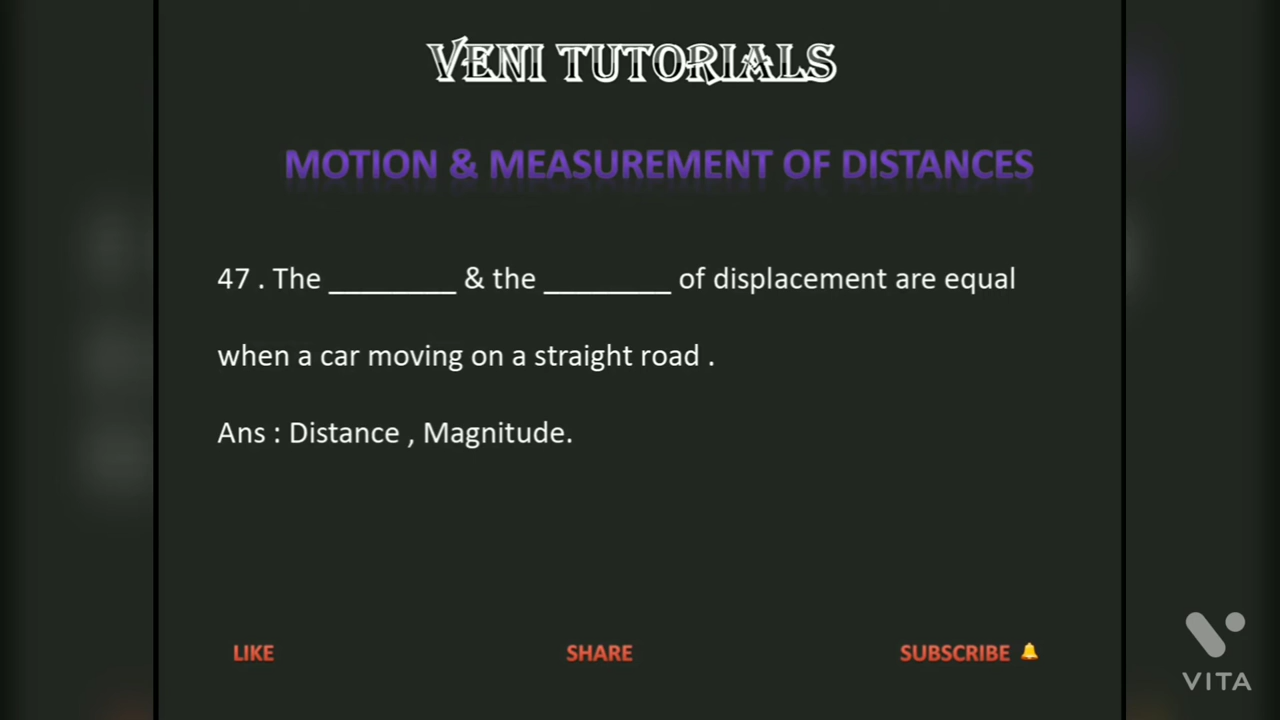 VENI TUTORIALS
MOTION & MEASUREMENT OF DISTANCES
47 . The ________ & the ________ of displacement are equal
when a car moving on a straight road .
Ans : Distance , Magnitude.
LIKE SHARE SUBSCRIBE 🔔
VITA